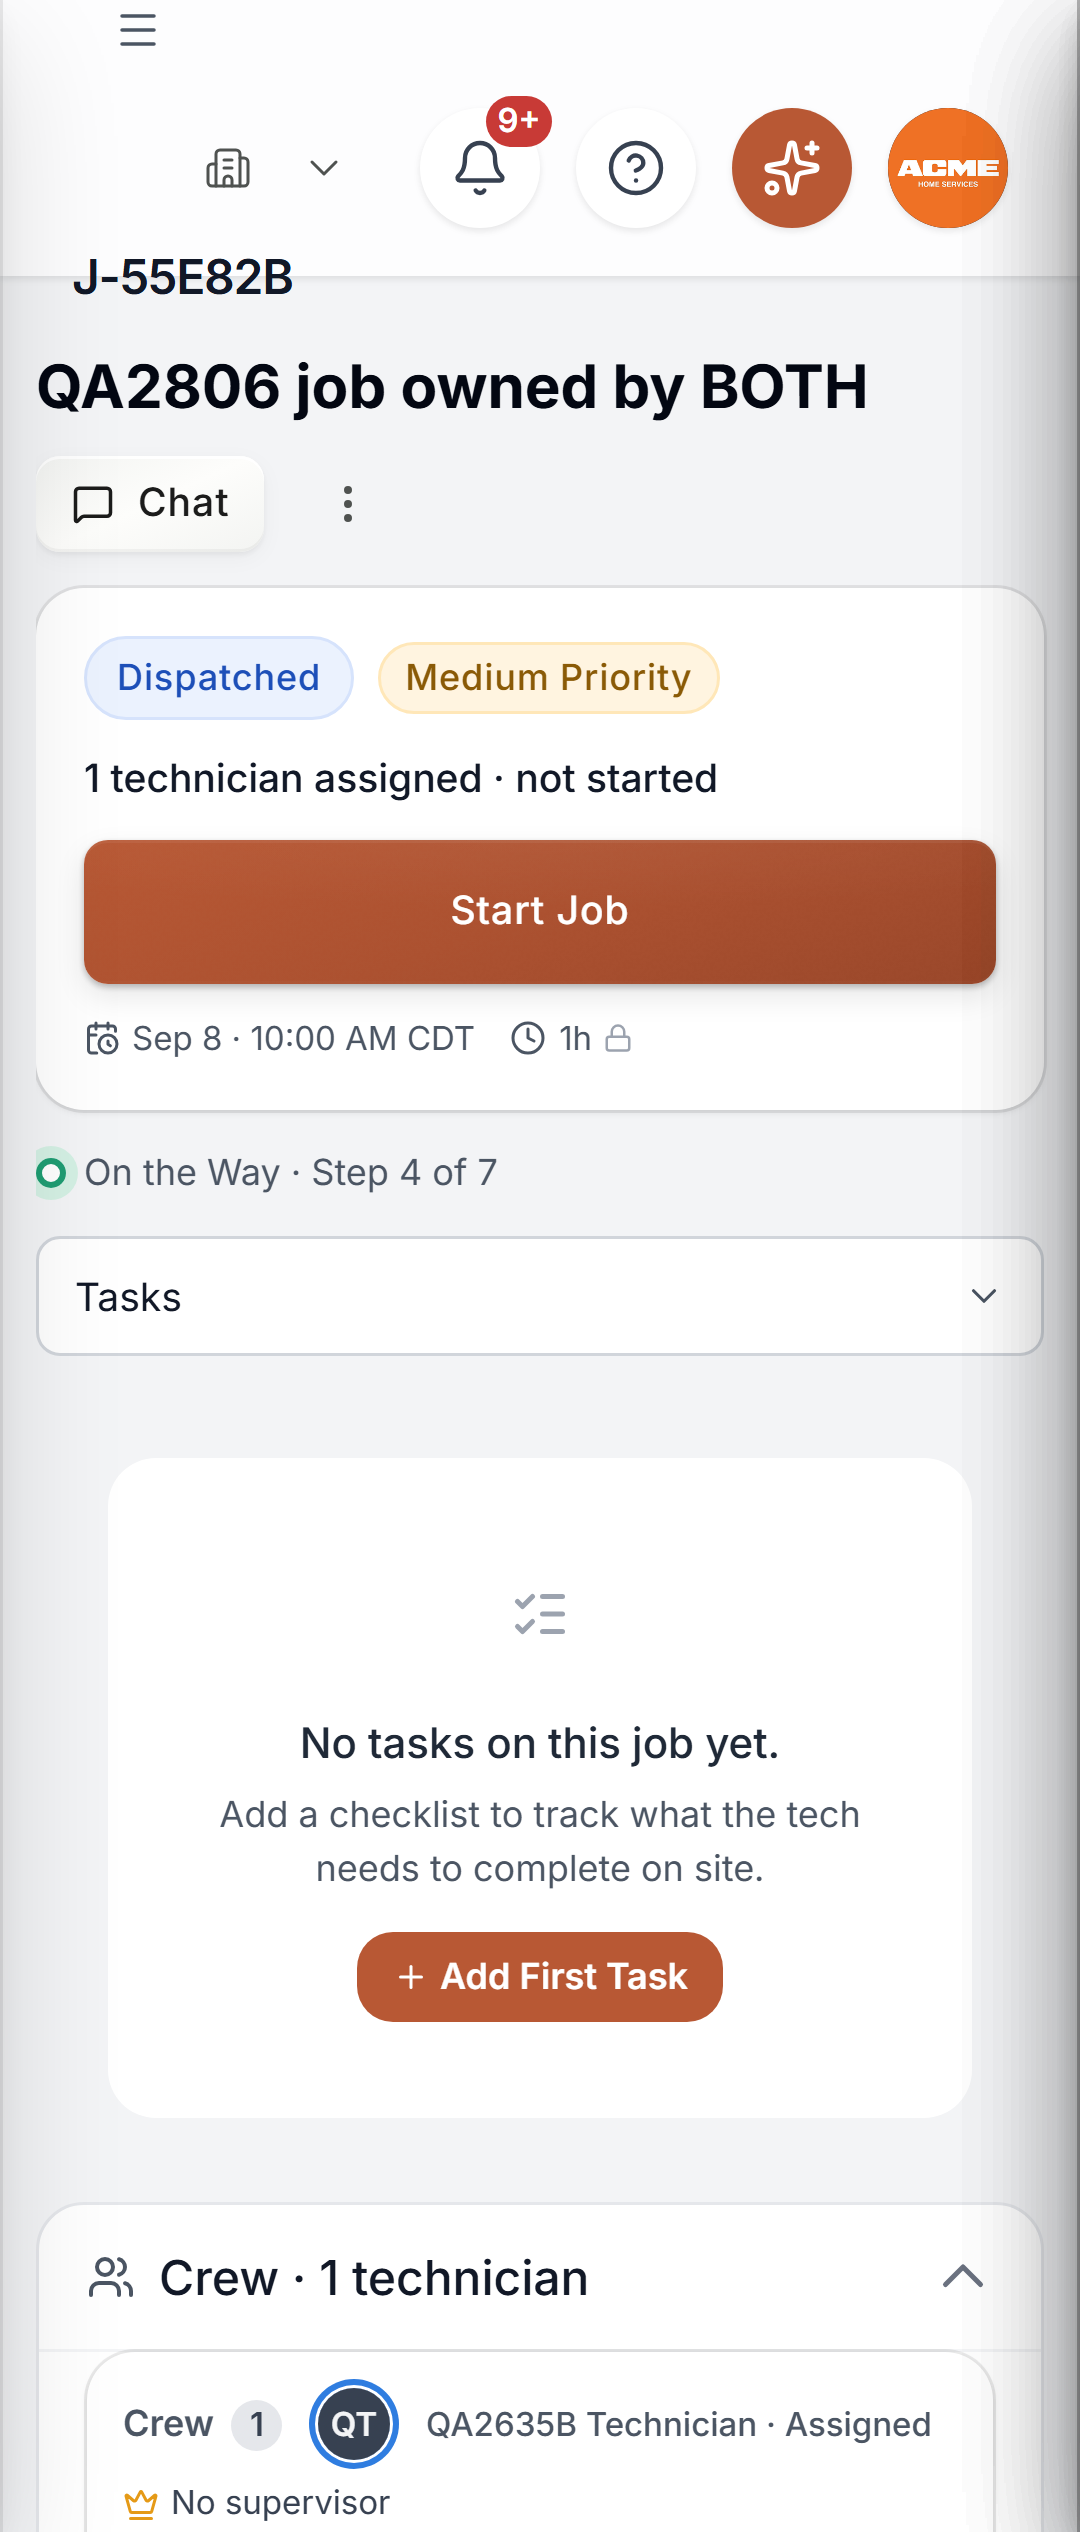 9+
ACME
HOME SERVICES
J-55E82B
QA2806 job owned by BOTH
Chat
Dispatched
Medium Priority
1 technician assigned · not started
Start Job
Sep 8 · 10:00 AM CDT
1h
On the Way · Step 4 of 7
Tasks
No tasks on this job yet.
Add a checklist to track what the tech
needs to complete on site.
+ Add First Task
Crew · 1 technician
Crew 1 QT QA2635B Technician · Assigned
No supervisor